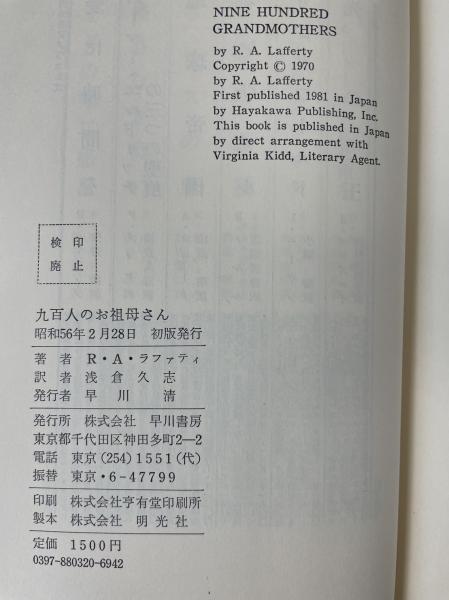 NINE HUNDRED
GRANDMOTHERS
by R. A. Lafferty
Copyright © 1970
by R. A. Lafferty
First published 1981 in Japan
by Hayakawa Publishing, Inc.
This book is published in Japan
by direct arrangement with
Virginia Kidd, Literary Agent.
検印
廃止
九百人のお祖母さん
昭和56年2月28日 初版発行
著者 R・A・ラファティ
訳者 浅倉久志
発行者 早川 清
発行所 株式会社 早川書房
東京都千代田区神田多町2―2
電話 東京(254)1551(代)
振替 東京・6-47799
印刷 株式会社亨有堂印刷所
製本 株式会社 明光社
定価 1500円
0397-880320-6942